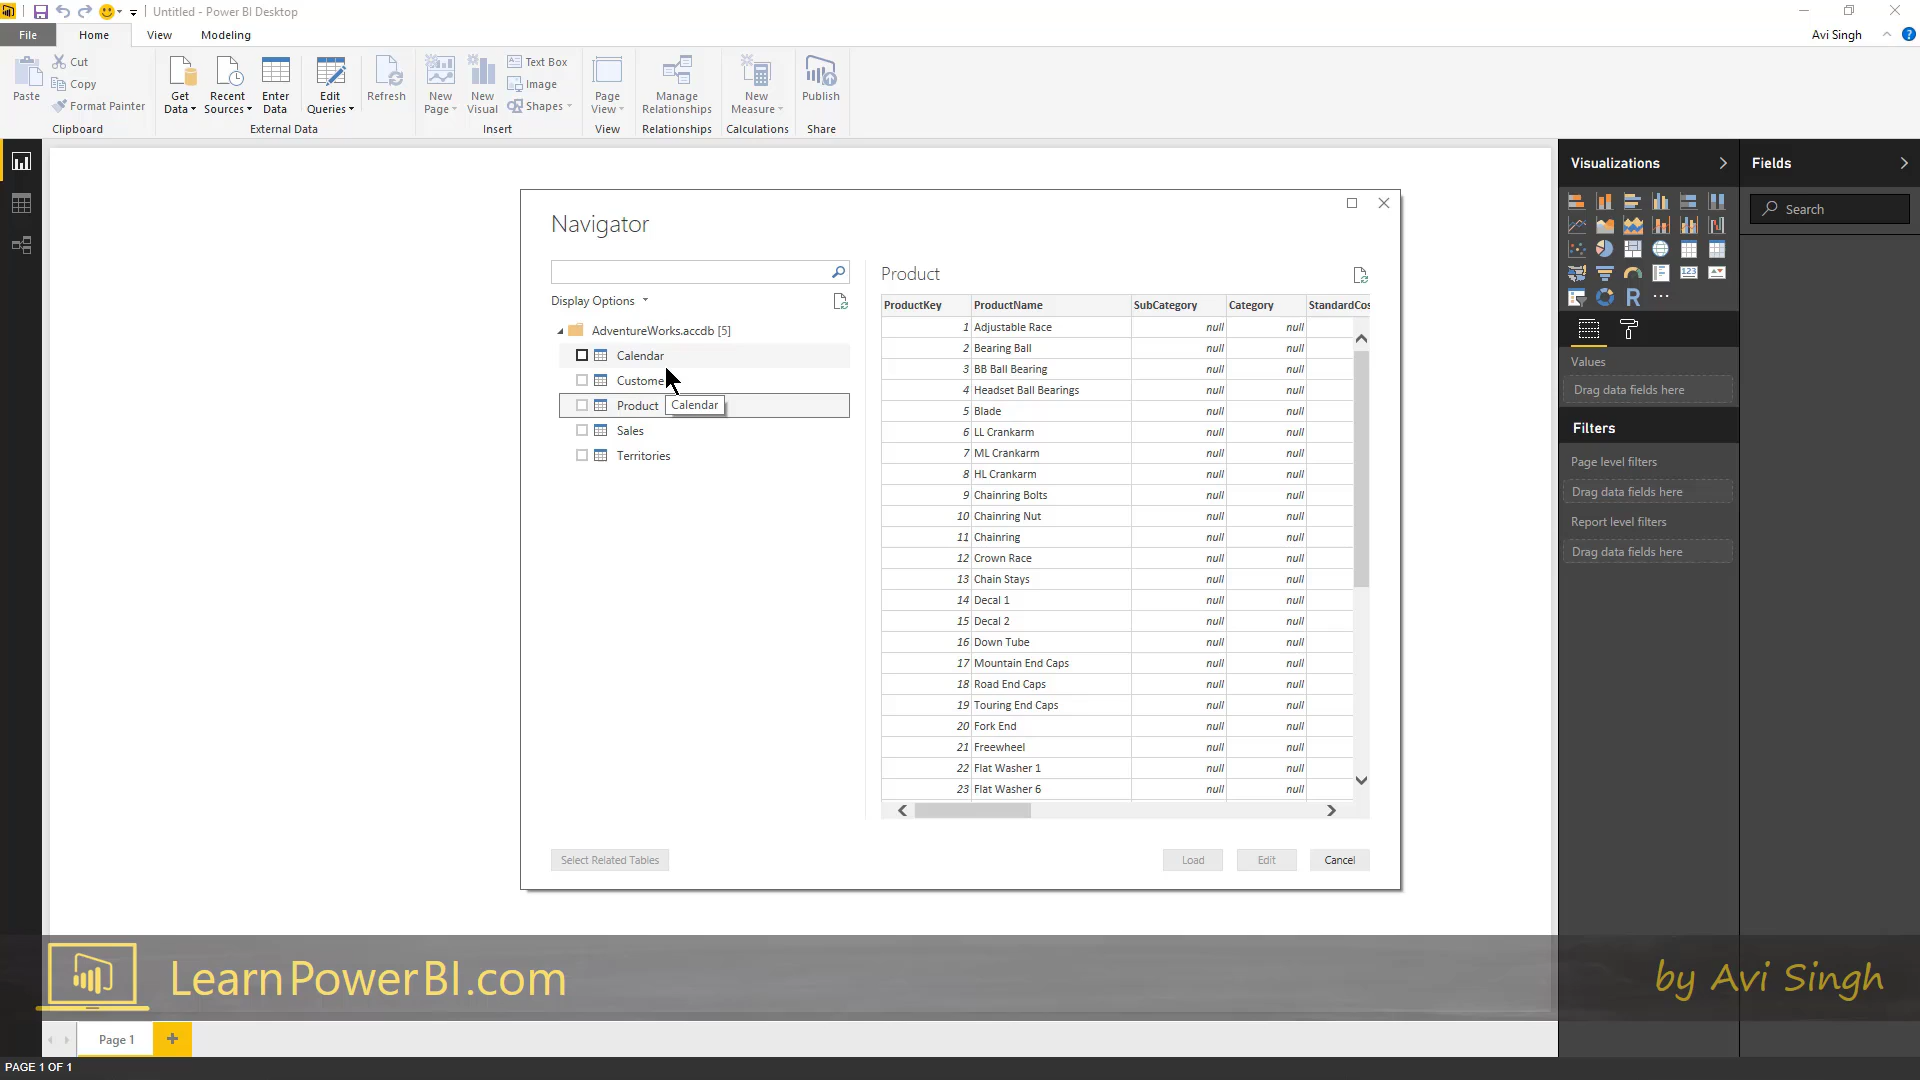 Untitled - Power BI Desktop
File
Home
View
Modeling
Avi Singh
Paste
Cut
Copy
Format Painter
Clipboard
Get Data
Recent Sources
Enter Data
Edit Queries
Refresh
External Data
New Page
New Visual
Text Box
Image
Shapes
Insert
Page View
View
Manage Relationships
Relationships
New Measure
Calculations
Publish
Share
Navigator
Display Options
AdventureWorks.accdb [5]
Calendar
Custome
Product
Calendar
Sales
Territories
Product
ProductKey ProductName SubCategory Category StandardCos
1 Adjustable Race null null
2 Bearing Ball null null
3 BB Ball Bearing null null
4 Headset Ball Bearings null null
5 Blade null null
6 LL Crankarm null null
7 ML Crankarm null null
8 HL Crankarm null null
9 Chainring Bolts null null
10 Chainring Nut null null
11 Chainring null null
12 Crown Race null null
13 Chain Stays null null
14 Decal 1 null null
15 Decal 2 null null
16 Down Tube null null
17 Mountain End Caps null null
18 Road End Caps null null
19 Touring End Caps null null
20 Fork End null null
21 Freewheel null null
22 Flat Washer 1 null null
23 Flat Washer 6 null null
Select Related Tables
Load
Edit
Cancel
Visualizations
R
123
Values
Drag data fields here
Filters
Page level filters
Drag data fields here
Report level filters
Drag data fields here
Fields
Search
LearnPowerBI.com
by Avi Singh
Page 1
PAGE 1 OF 1